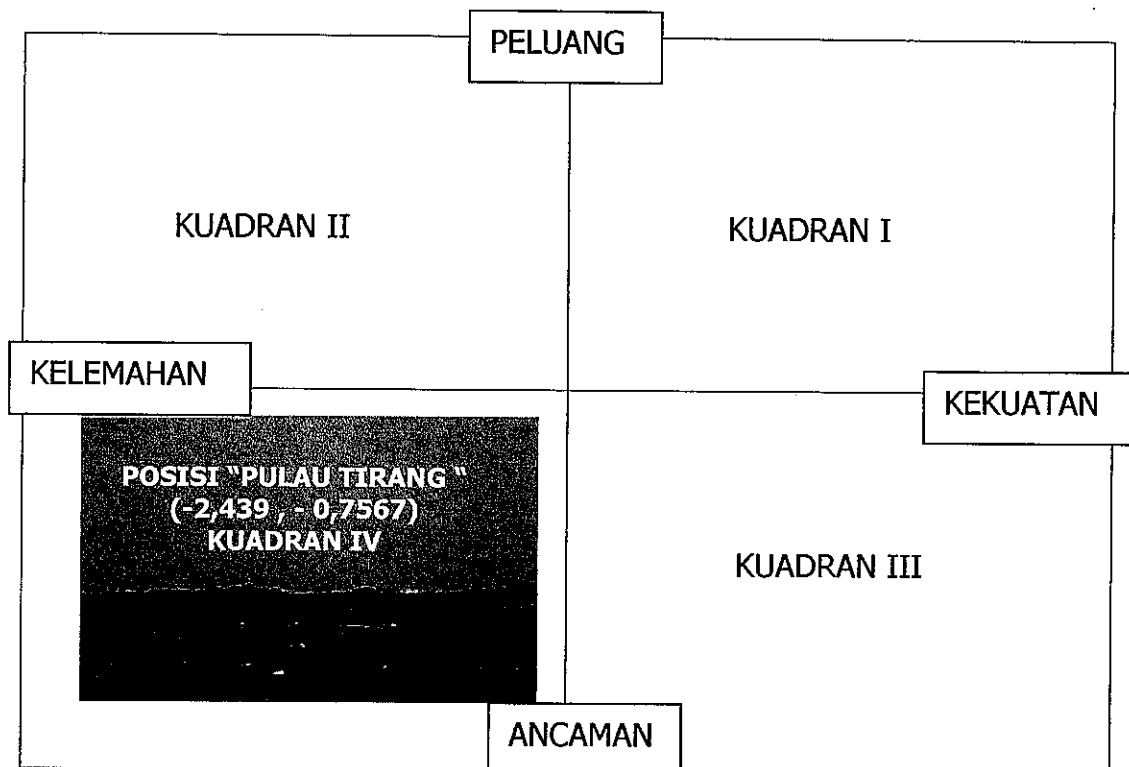 PELUANG
KUADRAN II
KUADRAN I
KELEMAHAN
KEKUATAN
POSISI "PULAU TIRANG "
(-2,439 , - 0,7567)
KUADRAN IV
KUADRAN III
ANCAMAN